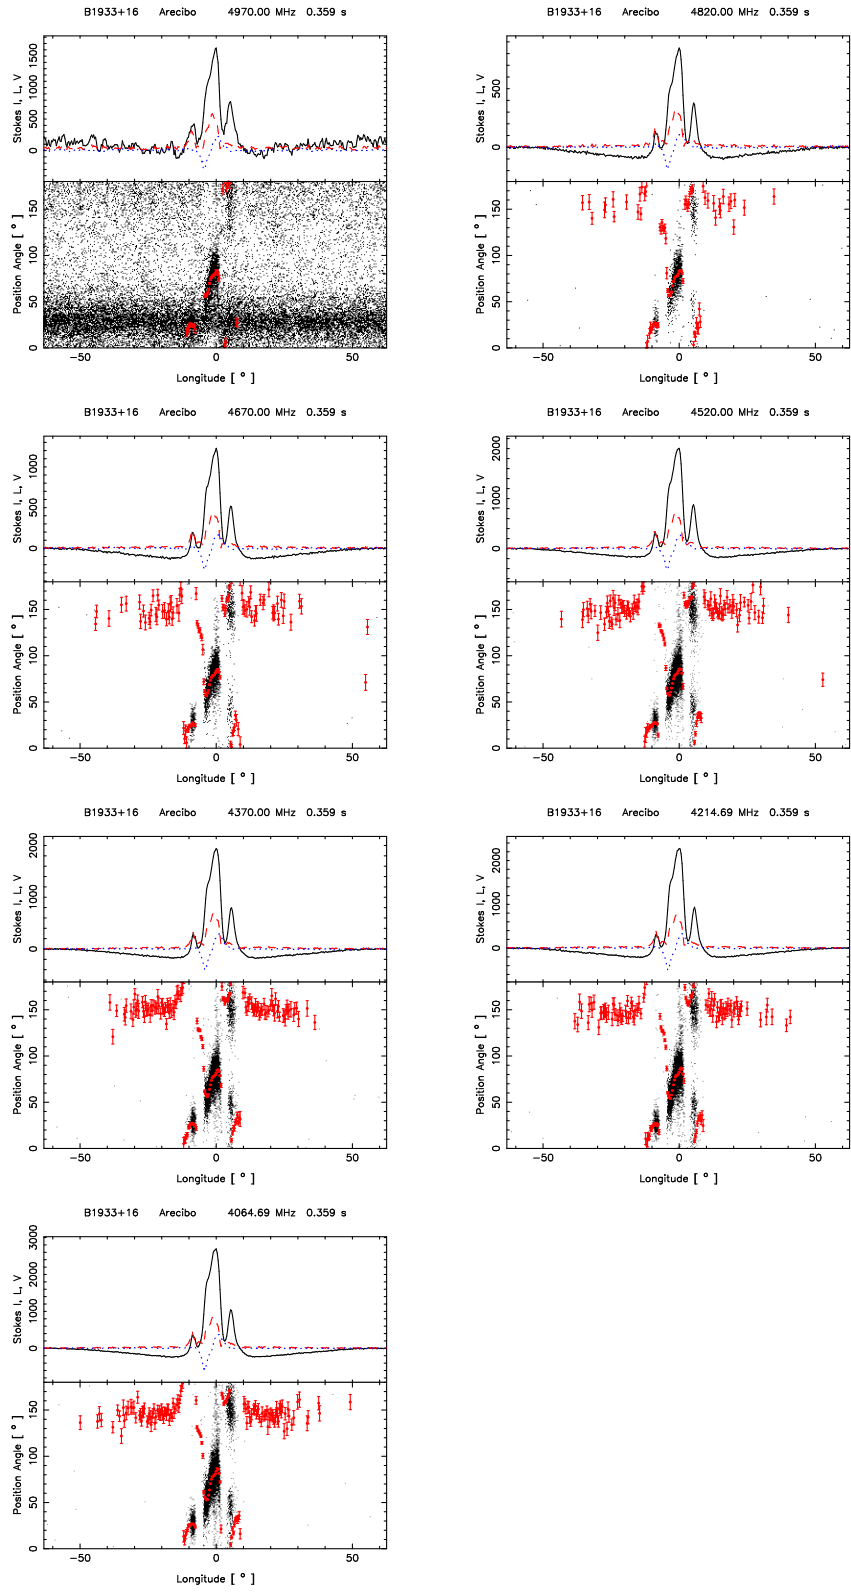 B1933+16 Arecibo 4970.00 MHz 0.359 s
Stokes I, L, V
0 500 1000 1500
Position Angle [ ° ]
0 50 100 150
−50 0 50
Longitude [ ° ]
B1933+16 Arecibo 4820.00 MHz 0.359 s
Stokes I, L, V
0 500
Position Angle [ ° ]
0 50 100 150
−50 0 50
Longitude [ ° ]
B1933+16 Arecibo 4670.00 MHz 0.359 s
Stokes I, L, V
0 500 1000
Position Angle [ ° ]
0 50 100 150
−50 0 50
Longitude [ ° ]
B1933+16 Arecibo 4520.00 MHz 0.359 s
Stokes I, L, V
0 1000 2000
Position Angle [ ° ]
0 50 100 150
−50 0 50
Longitude [ ° ]
B1933+16 Arecibo 4370.00 MHz 0.359 s
Stokes I, L, V
0 1000 2000
Position Angle [ ° ]
0 50 100 150
−50 0 50
Longitude [ ° ]
B1933+16 Arecibo 4214.69 MHz 0.359 s
Stokes I, L, V
0 1000 2000
Position Angle [ ° ]
0 50 100 150
−50 0 50
Longitude [ ° ]
B1933+16 Arecibo 4064.69 MHz 0.359 s
Stokes I, L, V
0 1000 2000 3000
Position Angle [ ° ]
0 50 100 150
−50 0 50
Longitude [ ° ]